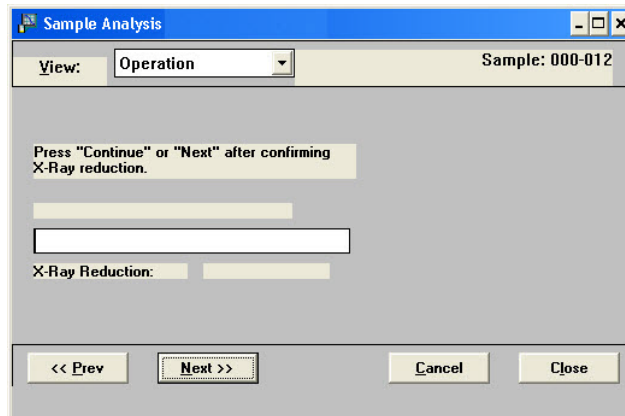 Sample Analysis
View: Operation Sample: 000-012
Press "Continue" or "Next" after confirming
X-Ray reduction.
X-Ray Reduction:
<< Prev Next >> Cancel Close